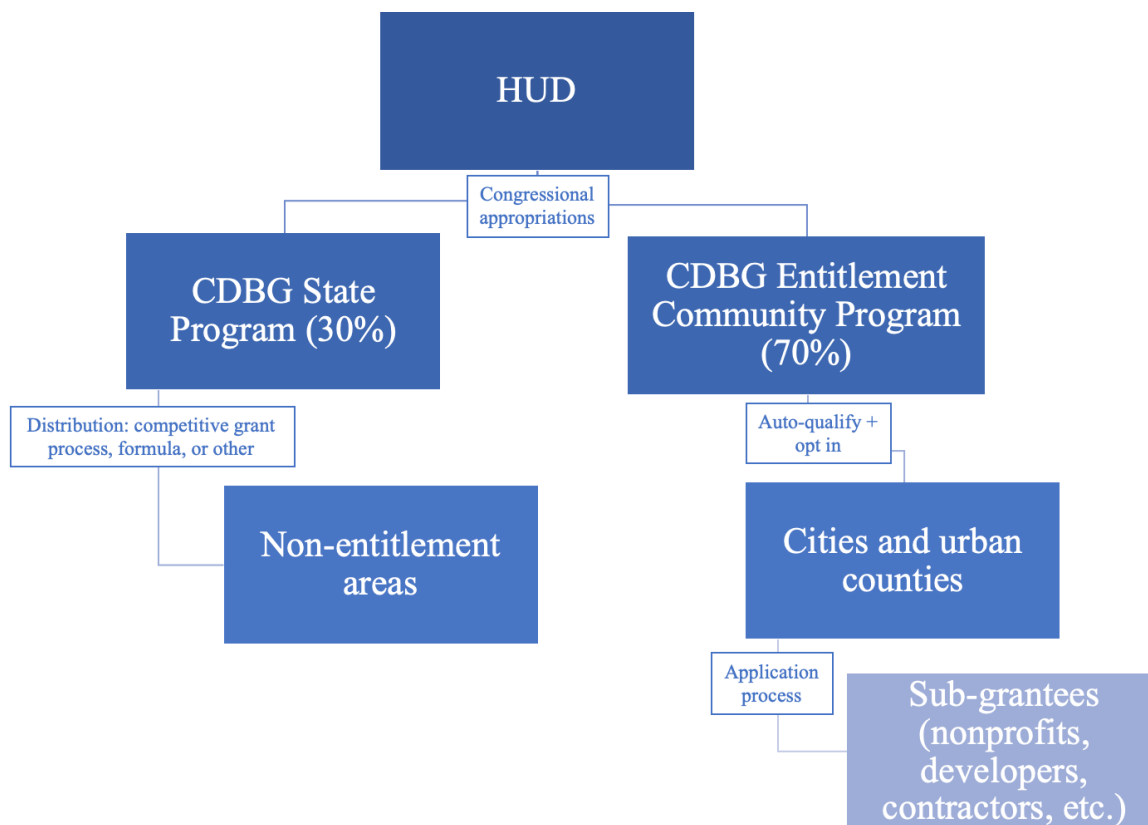 HUD
Congressional
appropriations
CDBG State
Program (30%)
CDBG Entitlement
Community Program
(70%)
Distribution: competitive grant
process, formula, or other
Auto-qualify +
opt in
Non-entitlement
areas
Cities and urban
counties
Application
process
Sub-grantees
(nonprofits,
developers,
contractors, etc.)